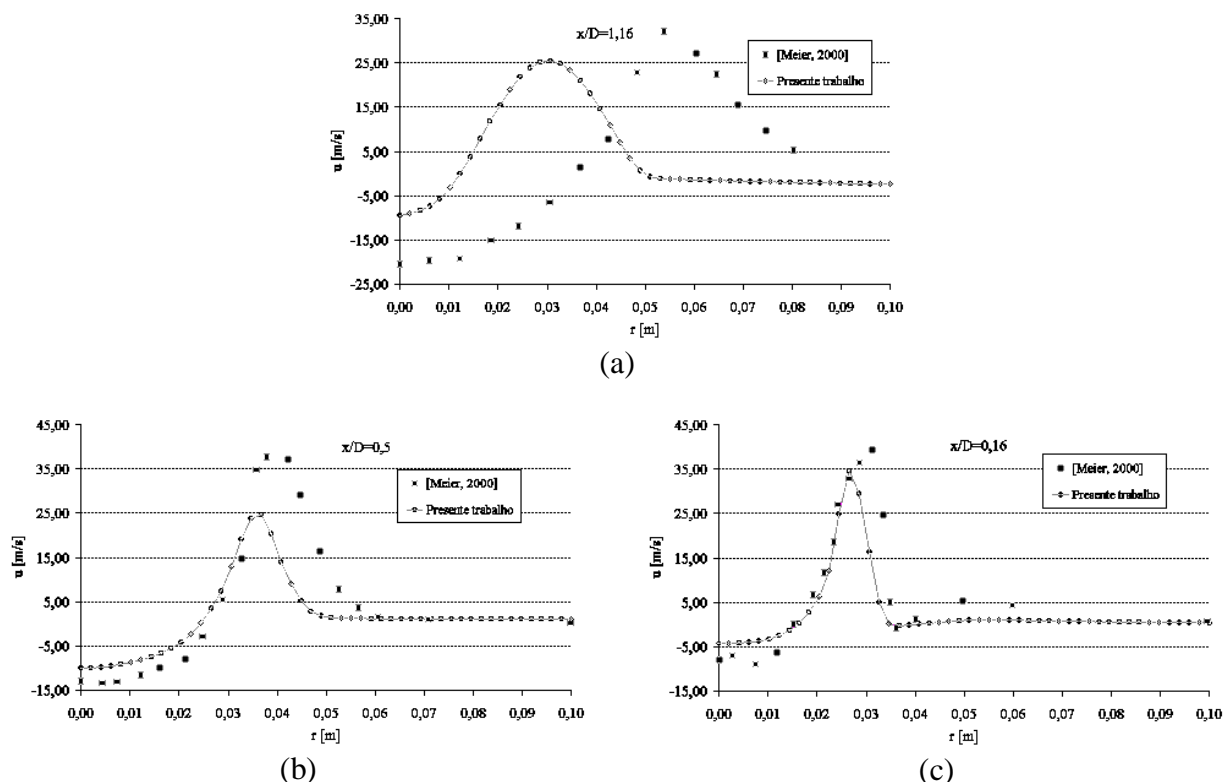 x/D=1,16
[Meier, 2000]
Presente trabalho
35,00
25,00
15,00
5,00
-5,00
-15,00
-25,00
u [m/s]
0,00 0,01 0,02 0,03 0,04 0,05 0,06 0,07 0,08 0,09 0,10
r [m]
(a)
x/D=0,5
[Meier, 2000]
Presente trabalho
45,00
35,00
25,00
15,00
5,00
-5,00
-15,00
u [m/s]
0,00 0,01 0,02 0,03 0,04 0,05 0,06 0,07 0,08 0,09 0,10
r [m]
(b)
x/D=0,16
[Meier, 2000]
Presente trabalho
45,00
35,00
25,00
15,00
5,00
-5,00
-15,00
u [m/s]
0,00 0,01 0,02 0,03 0,04 0,05 0,06 0,07 0,08 0,09 0,10
r [m]
(c)